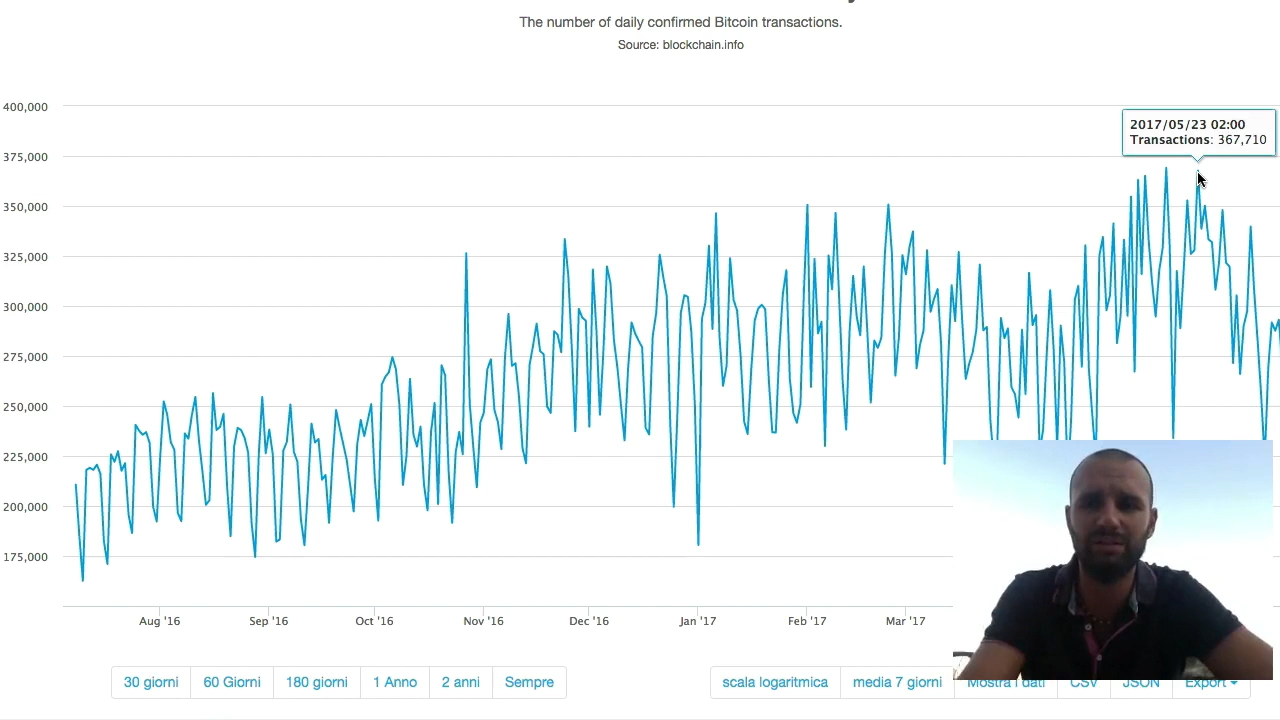 The number of daily confirmed Bitcoin transactions.
Source: blockchain.info
400,000
2017/05/23 02:00
Transactions: 367,710
375,000
350,000
325,000
300,000
275,000
250,000
225,000
200,000
175,000
Aug '16 Sep '16 Oct '16 Nov '16 Dec '16 Jan '17 Feb '17 Mar '17
30 giorni 60 Giorni 180 giorni 1 Anno 2 anni Sempre scala logaritmica media 7 giorni Mostra i dati CSV JSON Export